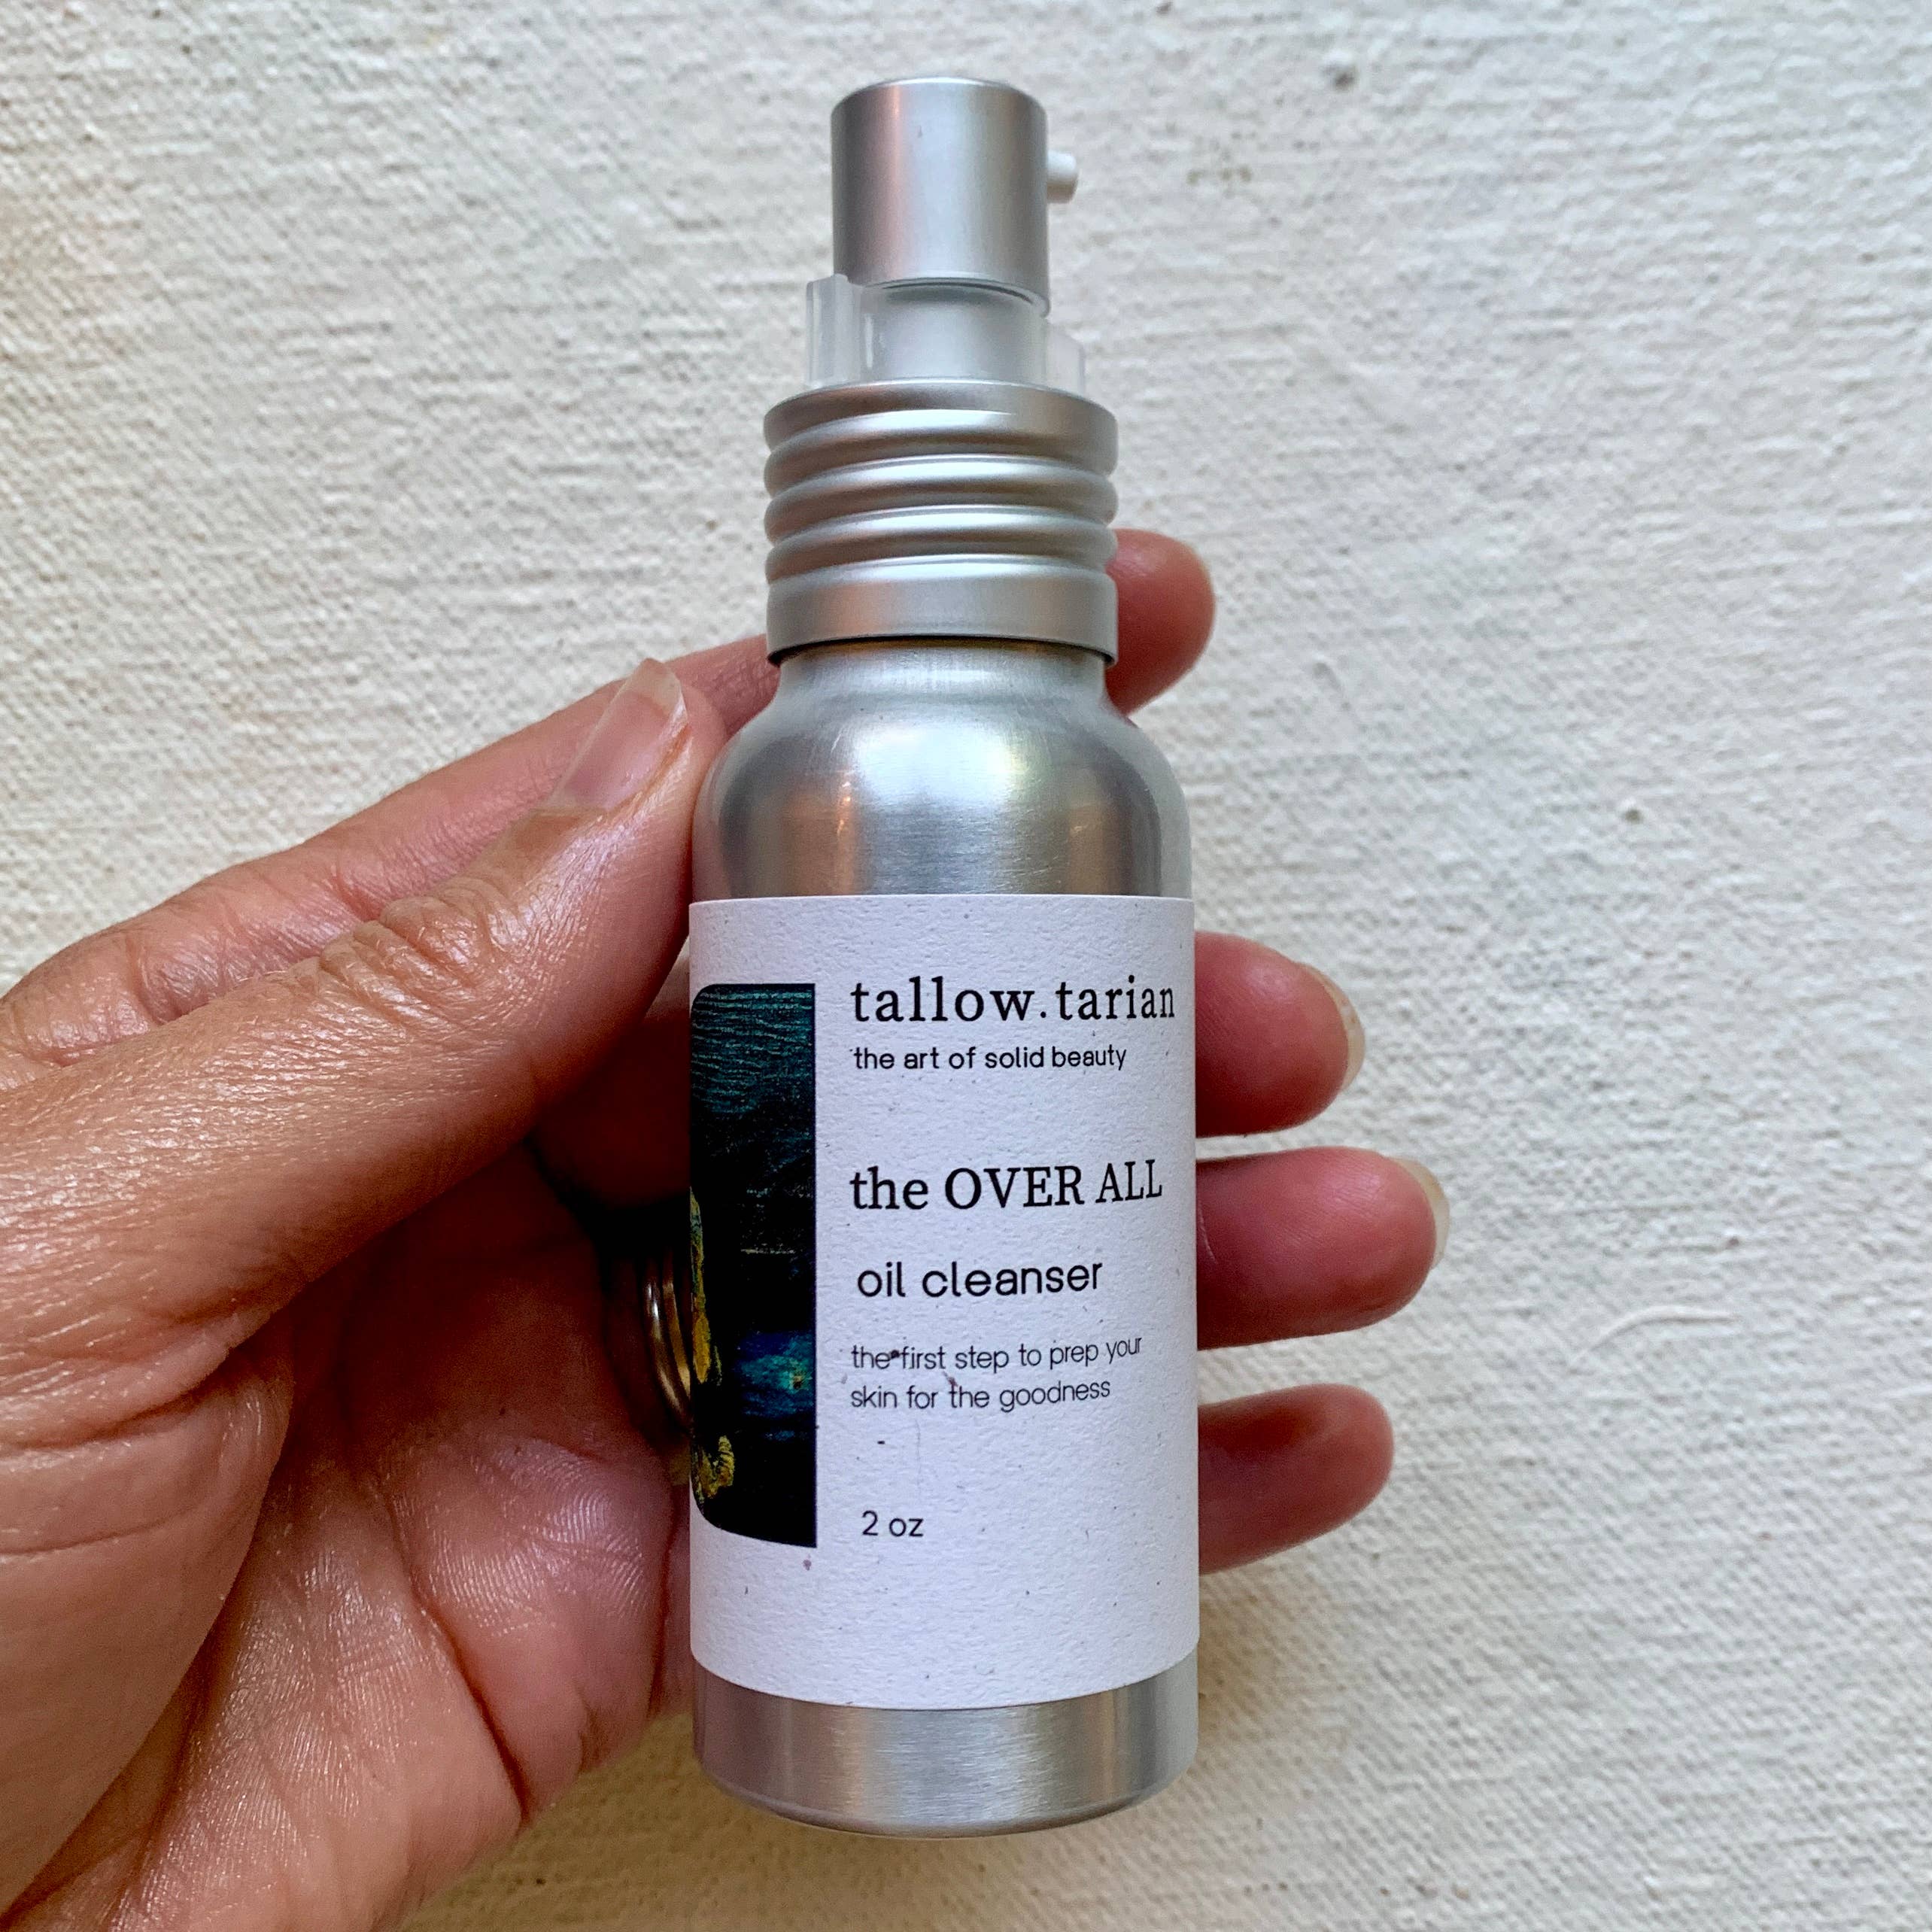 tallow.tarian
the art of solid beauty
the OVER ALL
oil cleanser
the first step to prep your
skin for the goodness
2 oz